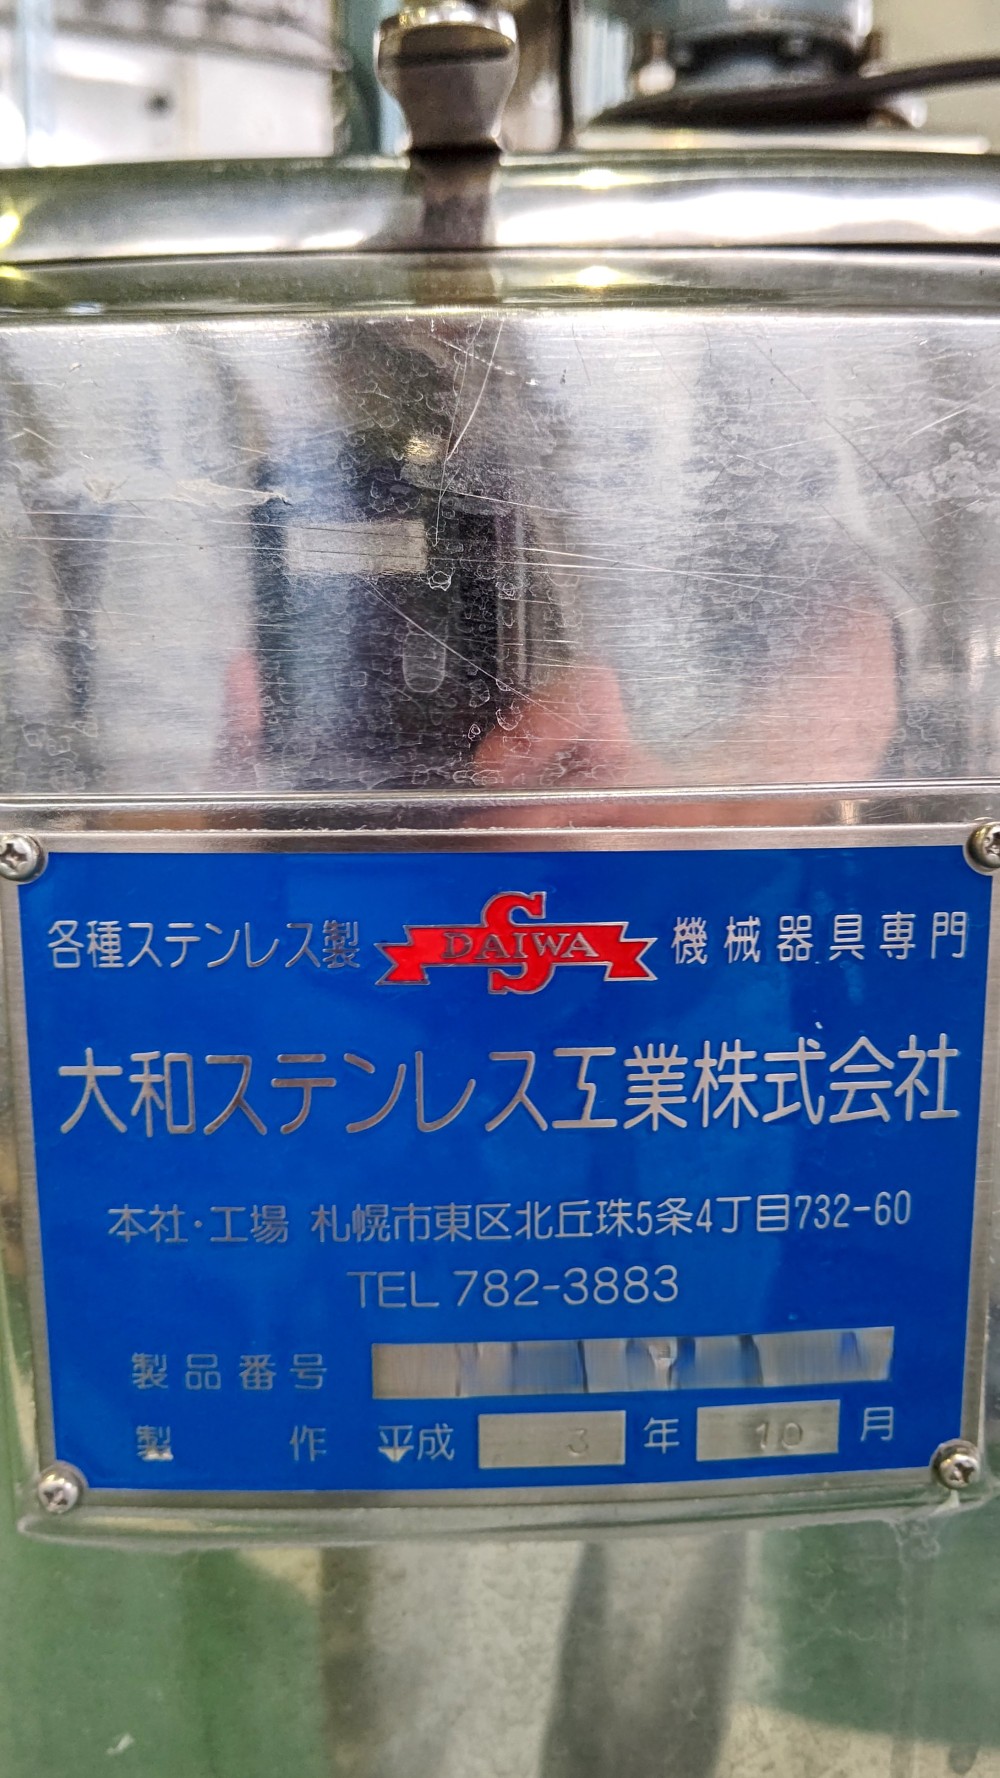 各種ステンレス製 S DAIWA 機械器具専門
大和ステンレス工業株式会社
本社・工場 札幌市東区北丘珠5条4丁目732-60
TEL 782-3883
製品番号
製作 平成 3 年 10 月